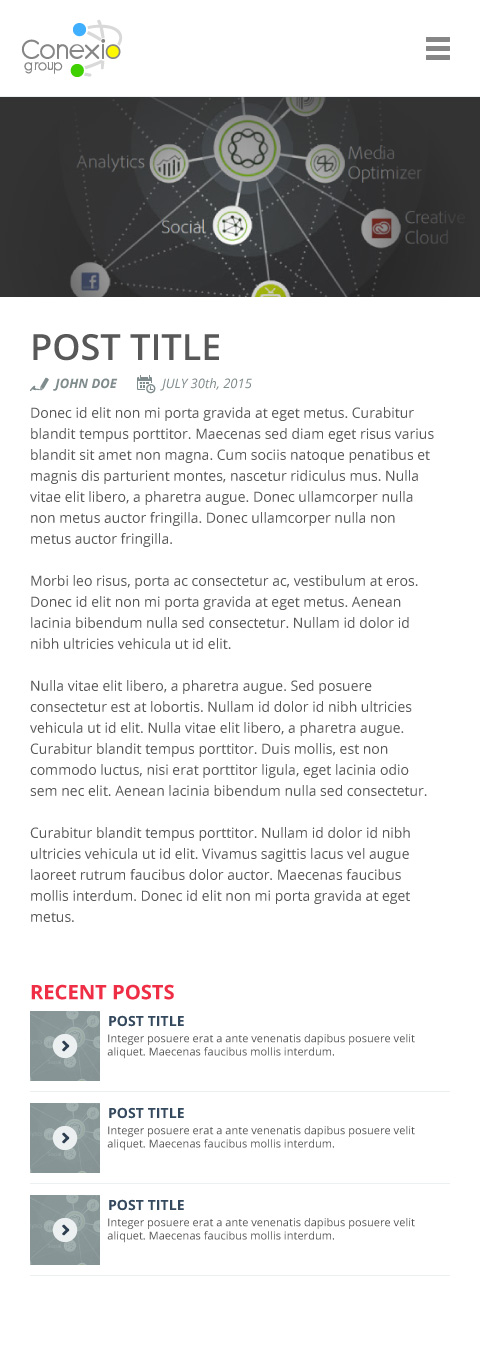 Conexio
group
Analytics
Media
Optimizer
Social
Creative
Cloud
POST TITLE
JOHN DOE JULY 30th, 2015
Donec id elit non mi porta gravida at eget metus. Curabitur
blandit tempus porttitor. Maecenas sed diam eget risus varius
blandit sit amet non magna. Cum sociis natoque penatibus et
magnis dis parturient montes, nascetur ridiculus mus. Nulla
vitae elit libero, a pharetra augue. Donec ullamcorper nulla
non metus auctor fringilla. Donec ullamcorper nulla non
metus auctor fringilla.
Morbi leo risus, porta ac consectetur ac, vestibulum at eros.
Donec id elit non mi porta gravida at eget metus. Aenean
lacinia bibendum nulla sed consectetur. Nullam id dolor id
nibh ultricies vehicula ut id elit.
Nulla vitae elit libero, a pharetra augue. Sed posuere
consectetur est at lobortis. Nullam id dolor id nibh ultricies
vehicula ut id elit. Nulla vitae elit libero, a pharetra augue.
Curabitur blandit tempus porttitor. Duis mollis, est non
commodo luctus, nisi erat porttitor ligula, eget lacinia odio
sem nec elit. Aenean lacinia bibendum nulla sed consectetur.
Curabitur blandit tempus porttitor. Nullam id dolor id nibh
ultricies vehicula ut id elit. Vivamus sagittis lacus vel augue
laoreet rutrum faucibus dolor auctor. Maecenas faucibus
mollis interdum. Donec id elit non mi porta gravida at eget
metus.
RECENT POSTS
POST TITLE
Integer posuere erat a ante venenatis dapibus posuere velit
aliquet. Maecenas faucibus mollis interdum.
POST TITLE
Integer posuere erat a ante venenatis dapibus posuere velit
aliquet. Maecenas faucibus mollis interdum.
POST TITLE
Integer posuere erat a ante venenatis dapibus posuere velit
aliquet. Maecenas faucibus mollis interdum.